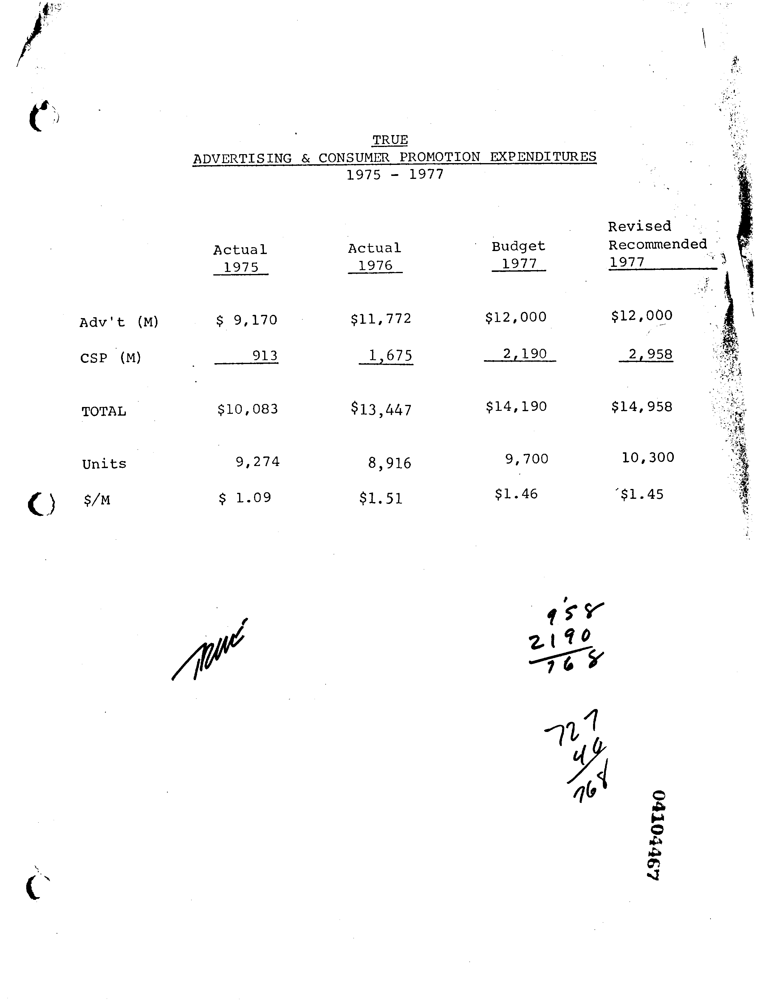 TRUE
ADVERTISING & CONSUMER PROMOTION EXPENDITURES
1975 - 1977
Actual 1975 Actual 1976 Budget 1977 Revised Recommended 1977
Adv't (M) $ 9,170 $11,772 $12,000 $12,000
CSP (M) 913 1,675 2,190 2,958
TOTAL $10,083 $13,447 $14,190 $14,958
Units 9,274 8,916 9,700 10,300
$/M $ 1.09 $1.51 $1.46 $1.45
True
958
2190
768
727
768
04104467